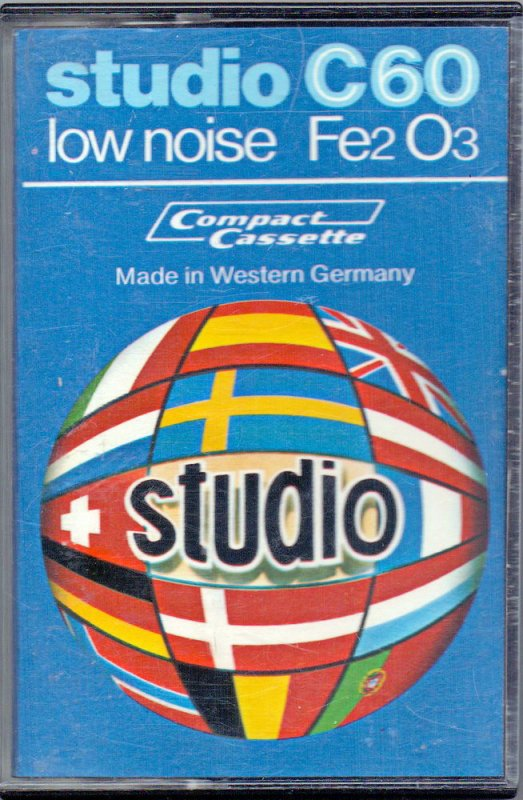 studio C60
low noise Fe2 O3
Compact
Cassette
Made in Western Germany
studio